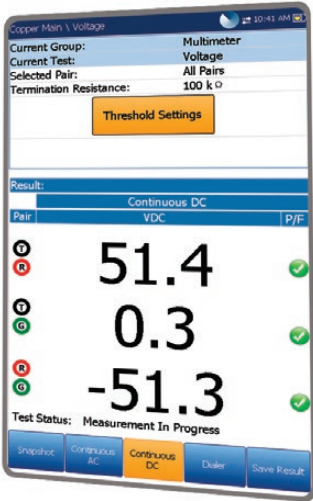 Copper Main \ Voltage 10:41 AM
Current Group: Multimeter
Current Test: Voltage
Selected Pair: All Pairs
Termination Resistance: 100 k Ω
Threshold Settings
Result:
Continuous DC
Pair VDC P/F
T
R
51.4
T
G
0.3
R
G
-51.3
Test Status: Measurement In Progress
Snapshot Continuous AC Continuous DC Dialer Save Result